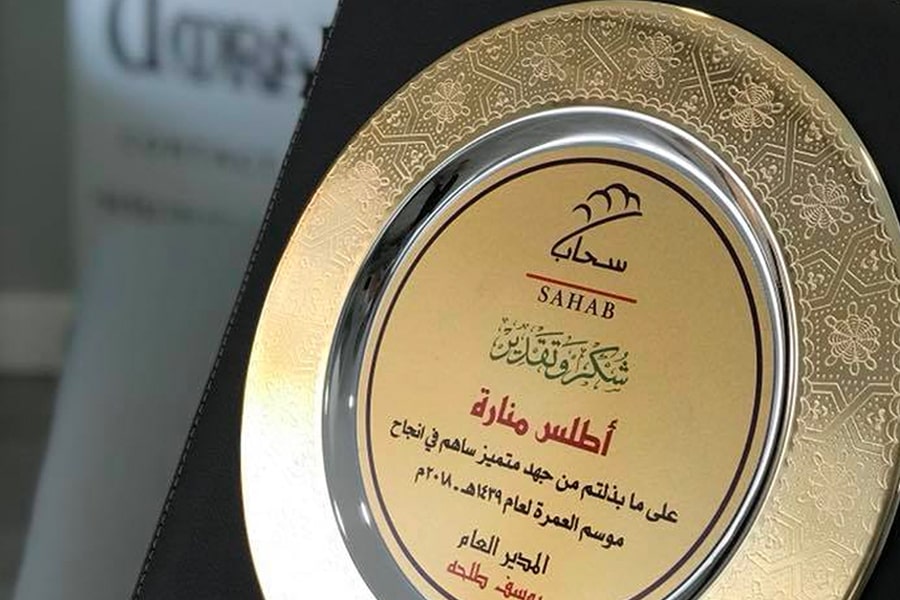 سحاب
SAHAB
شكر وتقدير
أطلس منارة
على ما بذلتم من جهد متميز ساهم في انجاح
موسم العمرة لعام ١٤٣٩هـ - ٢٠١٨م
المدير العام
يوسف طلحه